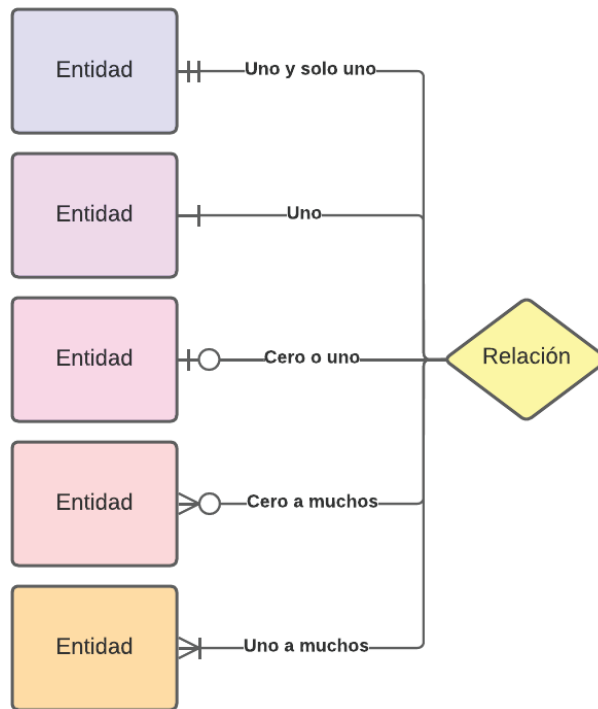 Entidad
Uno y solo uno
Entidad
Uno
Entidad
Cero o uno
Relación
Entidad
Cero a muchos
Entidad
Uno a muchos